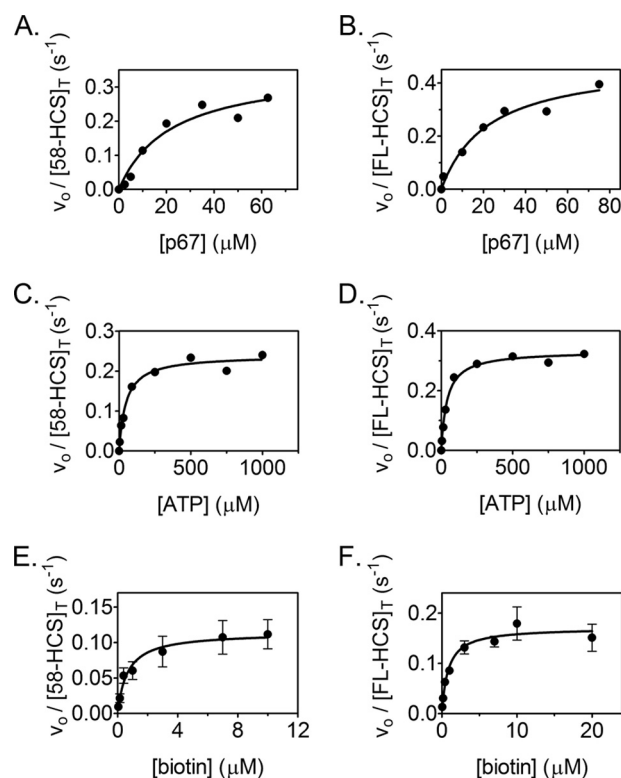 A.
B.
v₀ / [58-HCS]T (s⁻¹)
0.3
0.2
0.1
0.0
0 20 40 60
[p67] (µM)
v₀ / [FL-HCS]T (s⁻¹)
0.4
0.2
0.0
0 20 40 60 80
[p67] (µM)
C.
D.
v₀ / [58-HCS]T (s⁻¹)
0.3
0.2
0.1
0.0
0 500 1000
[ATP] (µM)
v₀ / [FL-HCS]T (s⁻¹)
0.4
0.3
0.2
0.1
0.0
0 500 1000
[ATP] (µM)
E.
F.
v₀ / [58-HCS]T (s⁻¹)
0.15
0.10
0.05
0.00
0 4 8 12
[biotin] (µM)
v₀ / [FL-HCS]T (s⁻¹)
0.2
0.1
0.0
0 10 20
[biotin] (µM)